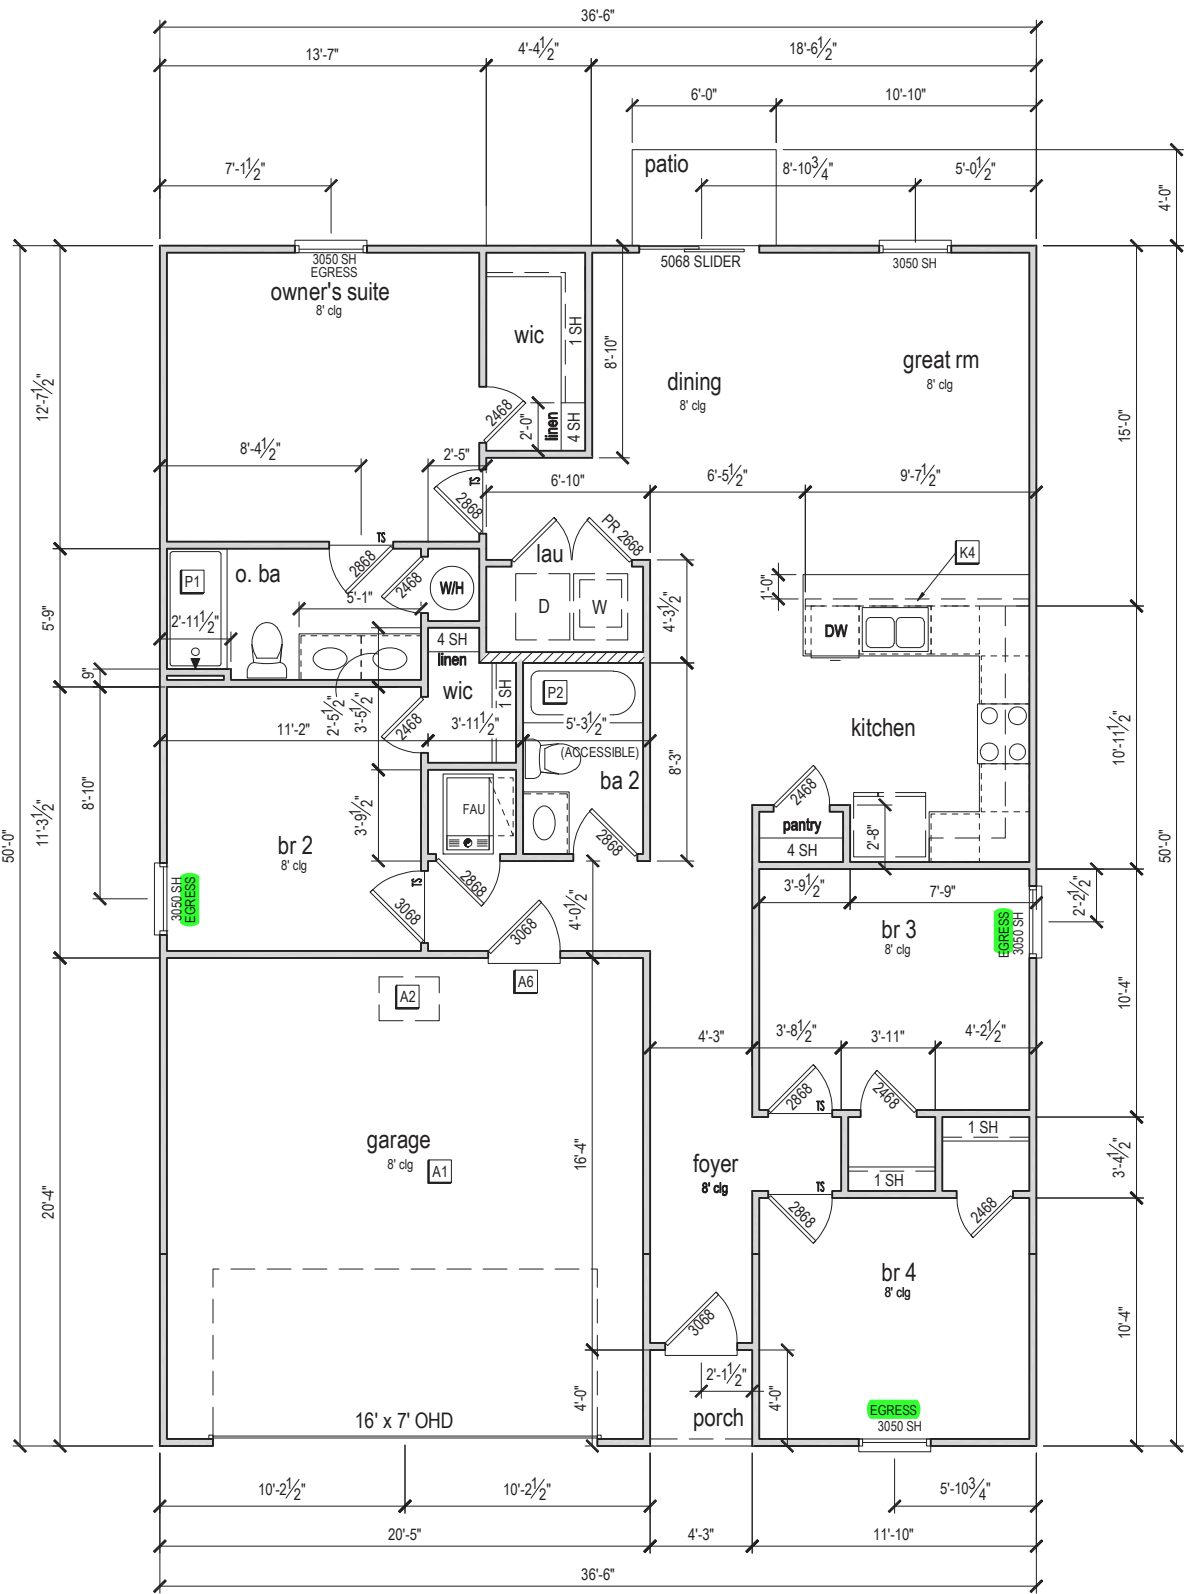 36'-6"
13'-7"
4'-4½"
18'-6½"
6'-0"
10'-10"
patio
7'-1½"
8'-10¾"
5'-0½"
4'-0"
3050 SH
EGRESS
5068 SLIDER
3050 SH
owner's suite
8' clg
wic
1 SH
8'-10"
dining
8' clg
great rm
8' clg
12'-7½"
15'-0"
2468
2'-0"
linen
4 SH
8'-4½"
2'-5"
TS
2868
6'-10"
6'-5½"
9'-7½"
PR 2668
TS
2868
lau
K4
P1
o. ba
2468
W/H
5'-1"
D
W
1'-0"
5'-9"
2'-11½"
4'-3½"
4 SH
linen
DW
9"
wic
1 SH
P2
2'-5½"
3'-5½"
11'-2"
2468
3'-11½"
5'-3½"
(ACCESSIBLE)
kitchen
10'-11½"
8'-3"
ba 2
8'-10"
11'-3½"
3'-9½"
FAU
2468
pantry
4 SH
2'-8"
50'-0"
50'-0"
br 2
8' clg
2868
2868
TS
3068
3050 SH
EGRESS
3068
4'-0½"
3'-9½"
7'-9"
2'-2½"
br 3
8' clg
EGRESS
3050 SH
A2
A6
10'-4"
4'-3"
3'-8½"
3'-11"
4'-2½"
2868
TS
2468
1 SH
garage
8' clg
A1
16'-4"
foyer
8' clg
3'-4½"
1 SH
20'-4"
TS
2868
2468
br 4
8' clg
3068
10'-4"
2'-1½"
4'-0"
4'-0"
16' x 7' OHD
porch
EGRESS
3050 SH
10'-2½"
10'-2½"
5'-10¾"
20'-5"
4'-3"
11'-10"
36'-6"